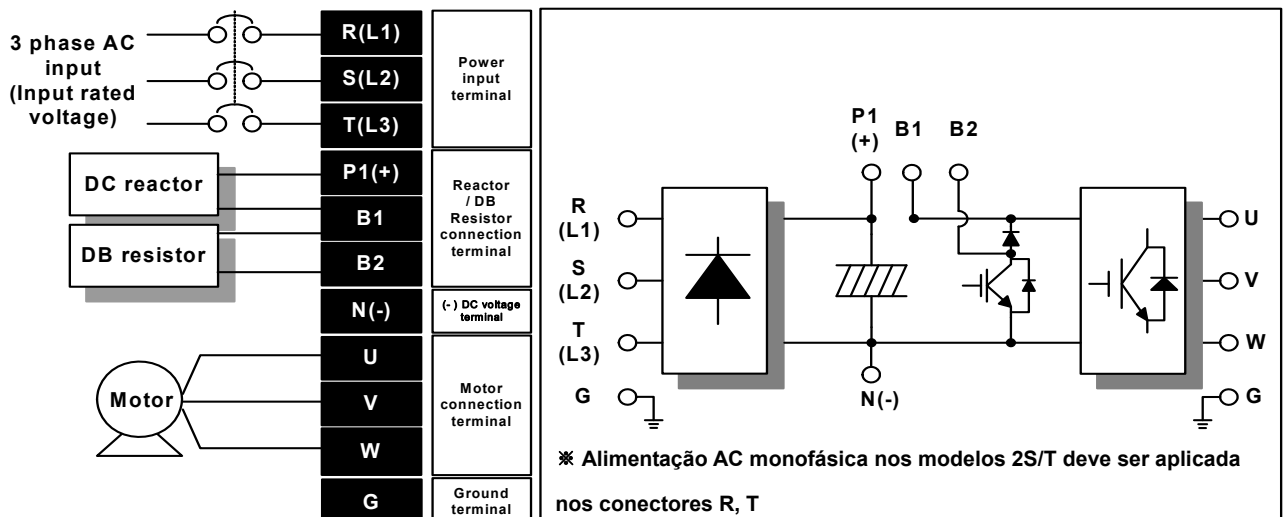 3 phase AC
input
(Input rated
voltage)
R(L1)
S(L2)
T(L3)
Power
input
terminal
DC reactor
DB resistor
P1(+)
B1
B2
Reactor
/ DB
Resistor
connection
terminal
N(-)
(-) DC voltage
terminal
Motor
U
V
W
Motor
connection
terminal
G
Ground
terminal
P1
(+)
B1
B2
R
(L1)
S
(L2)
T
(L3)
G
N(-)
U
V
W
G
※ Alimentação AC monofásica nos modelos 2S/T deve ser aplicada
nos conectores R, T